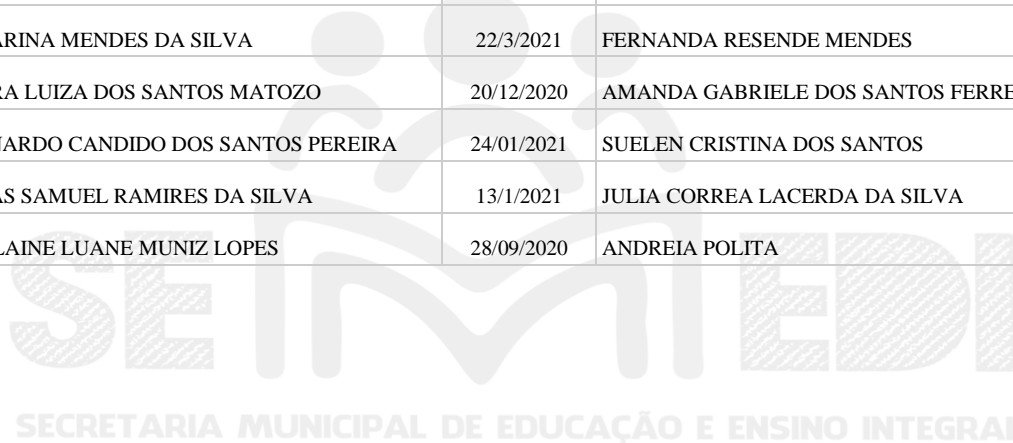 ARINA MENDES DA SILVA 22/3/2021 FERNANDA RESENDE MENDES
RA LUIZA DOS SANTOS MATOZO 20/12/2020 AMANDA GABRIELE DOS SANTOS FERRE
NARDO CANDIDO DOS SANTOS PEREIRA 24/01/2021 SUELEN CRISTINA DOS SANTOS
AS SAMUEL RAMIRES DA SILVA 13/1/2021 JULIA CORREA LACERDA DA SILVA
LAINE LUANE MUNIZ LOPES 28/09/2020 ANDREIA POLITA
SE EDI
SECRETARIA MUNICIPAL DE EDUCAÇÃO E ENSINO INTEGRAL